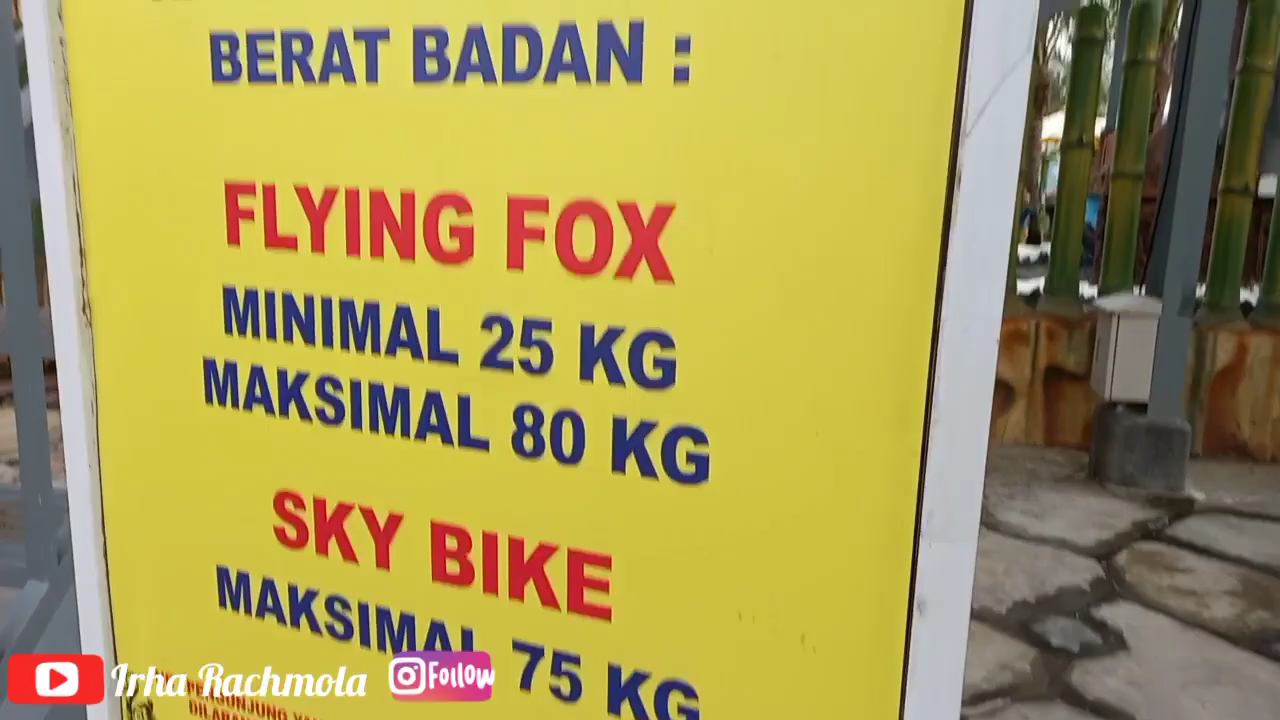 BERAT BADAN :
FLYING FOX
MINIMAL 25 KG
MAKSIMAL 80 KG
SKY BIKE
MAKSIMAL 75 KG
Irha Rachmola
Follow